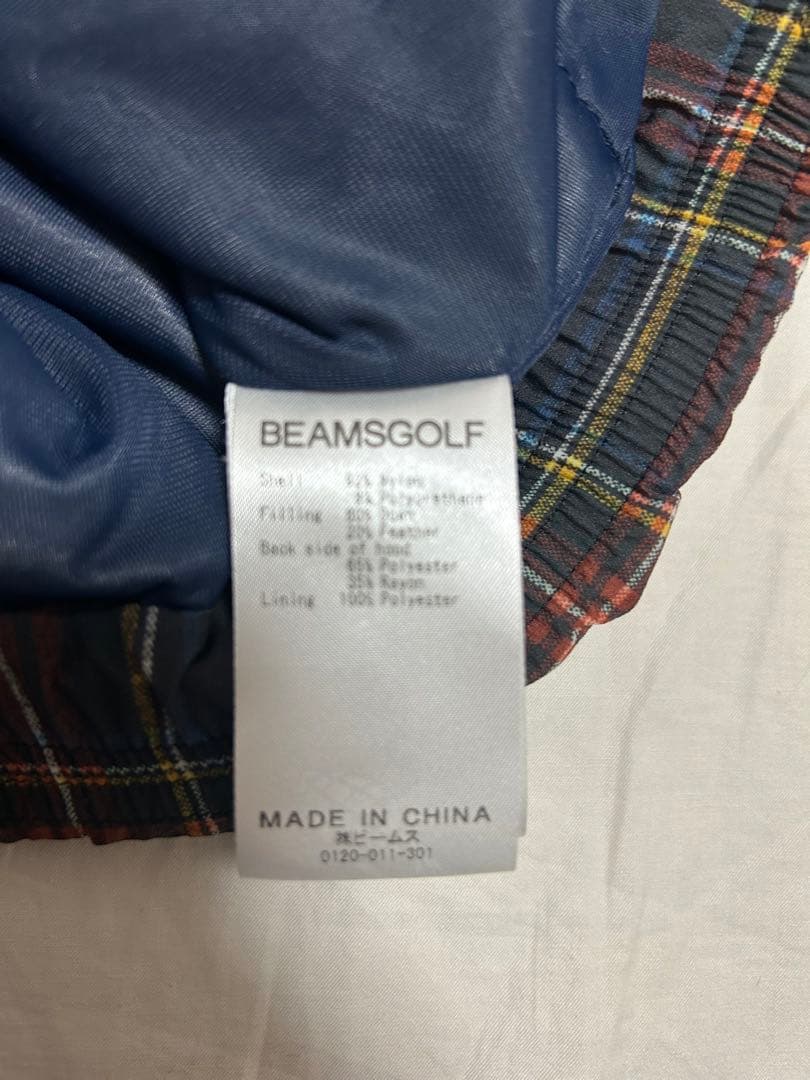 BEAMSGOLF
Shell 92% Nylon
8% Polyurethane
Filling 80% Down
20% Feather
Back side of hood
65% Polyester
35% Rayon
Lining 100% Polyester
MADE IN CHINA
㈱ビームス
0120-011-301